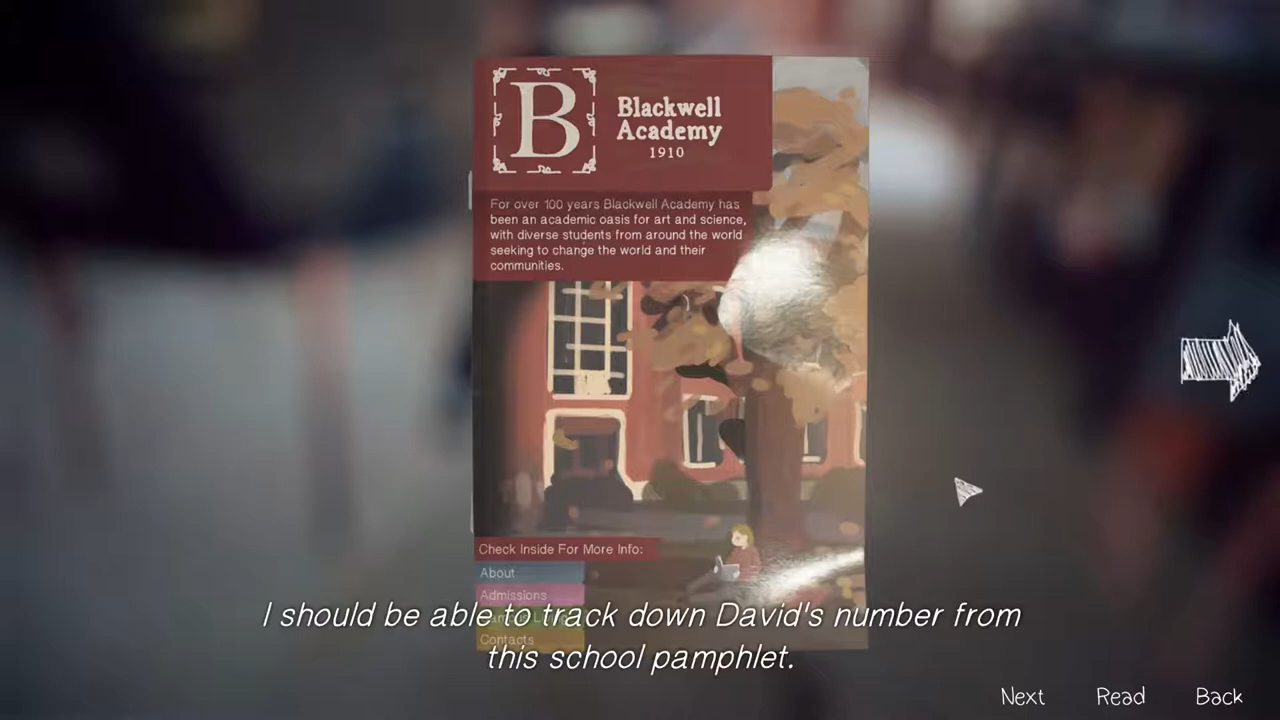 B
Blackwell
Academy
1910
For over 100 years Blackwell Academy has
been an academic oasis for art and science,
with diverse students from around the world
seeking to change the world and their
communities.
Check Inside For More Info:
About
Admissions
Contacts
I should be able to track down David's number from
this school pamphlet.
Next Read Back